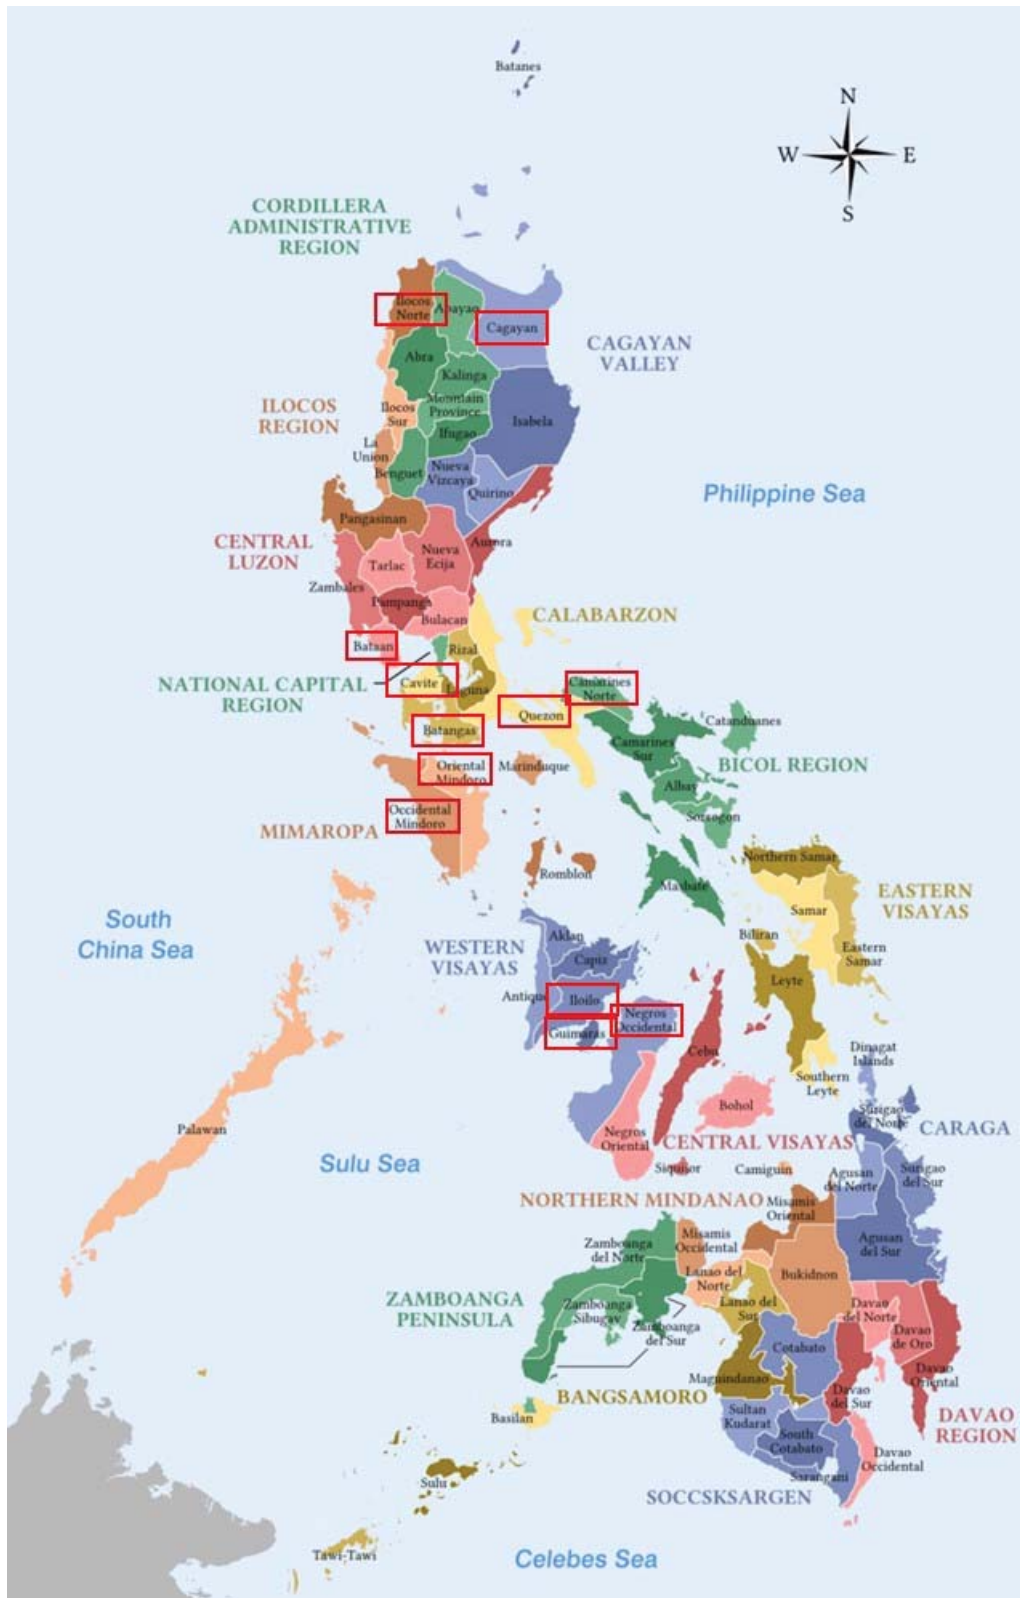 Batanes
N
W
E
S
CORDILLERA
ADMINISTRATIVE
REGION
Ilocos
Norte
Apayao
Cagayan
CAGAYAN
VALLEY
Abra
Kalinga
Mountain
Province
ILOCOS
REGION
Ilocos
Sur
Ifugao
Isabela
La
Union
Benguet
Nueva
Vizcaya
Quirino
Philippine Sea
Pangasinan
CENTRAL
LUZON
Aurora
Tarlac
Nueva
Ecija
Zambales
Pampanga
Bulacan
CALABARZON
Bataan
Rizal
NATIONAL CAPITAL
REGION
Cavite
Laguna
Camarines
Norte
Quezon
Catanduanes
Batangas
Camarines
Sur
BICOL REGION
Oriental
Mindoro
Marinduque
Albay
Occidental
Mindoro
Sorsogon
MIMAROPA
Romblon
Masbate
Northern Samar
EASTERN
VISAYAS
Samar
South
China Sea
Biliran
Eastern
Samar
WESTERN
VISAYAS
Aklan
Capiz
Leyte
Antique
Iloilo
Negros
Occidental
Guimaras
Cebu
Dinagat
Islands
Southern
Leyte
Bohol
Surigao
del Norte
CARAGA
Palawan
Negros
Oriental
CENTRAL VISAYAS
Sulu Sea
Siquijor
Camiguin
Agusan
del Norte
Surigao
del Sur
NORTHERN MINDANAO
Misamis
Oriental
Zamboanga
del Norte
Misamis
Occidental
Agusan
del Sur
Lanao del
Norte
Bukidnon
ZAMBOANGA
PENINSULA
Zamboanga
Sibugay
Lanao del
Sur
Davao
del Norte
Zamboanga
del Sur
Davao
de Oro
Cotabato
Maguindanao
Davao
Oriental
BANGSAMORO
Davao
del Sur
Basilan
Sultan
Kudarat
DAVAO
REGION
South
Cotabato
Davao
Occidental
Sulu
Sarangani
SOCCSKSARGEN
Tawi-Tawi
Celebes Sea